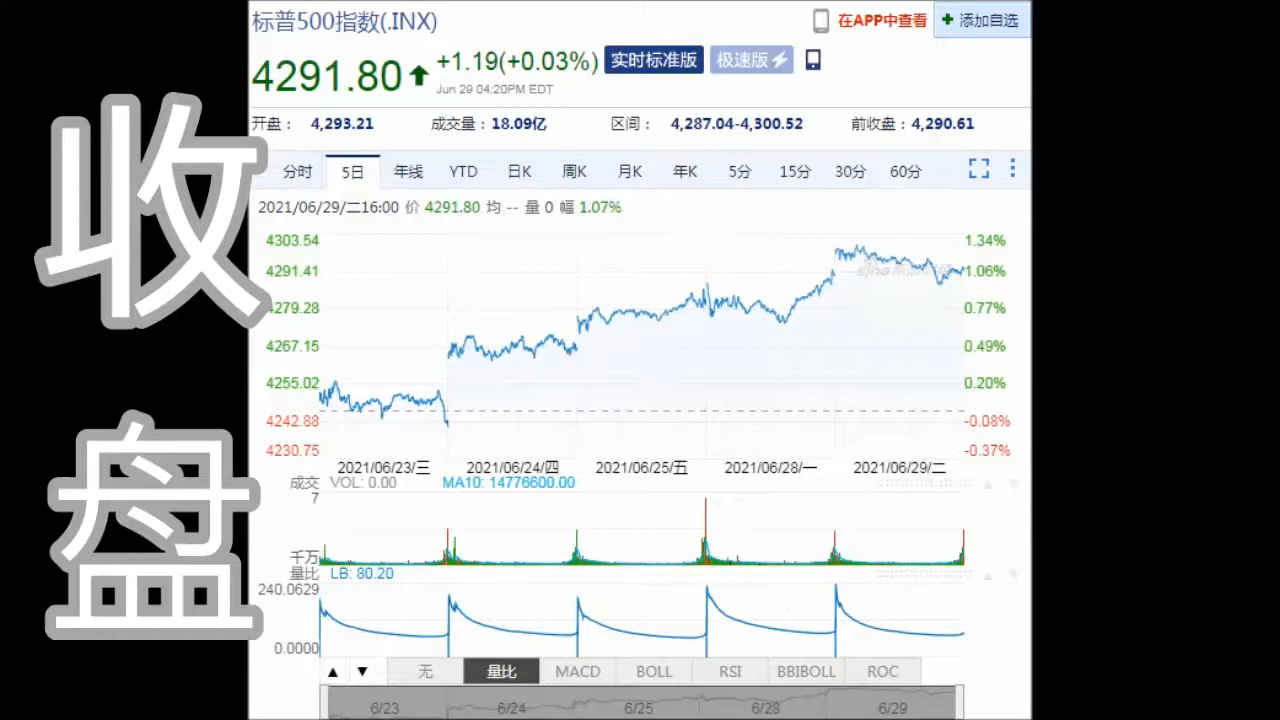 收盘
标普500指数(.INX)
在APP中查看
添加自选
4291.80
+1.19(+0.03%)
实时标准版
极速版
Jun 29 04:20PM EDT
开盘： 4,293.21 成交量：18.09亿 区间： 4,287.04-4,300.52 前收盘：4,290.61
分时 5日 年线 YTD 日K 周K 月K 年K 5分 15分 30分 60分
2021/06/29/二16:00 价 4291.80 均 -- 量 0 幅 1.07%
4303.54 1.34%
4291.41 1.06%
4279.28 0.77%
4267.15 0.49%
4255.02 0.20%
4242.88 -0.08%
4230.75 -0.37%
2021/06/23/三 2021/06/24/四 2021/06/25/五 2021/06/28/一 2021/06/29/二
成交 VOL: 0.00 MA10: 14776600.00
7
千万
量比 LB: 80.20
240.0629
0.0000
▲ ▼ 无 量比 MACD BOLL RSI BBIBOLL ROC
6/23 6/24 6/25 6/28 6/29